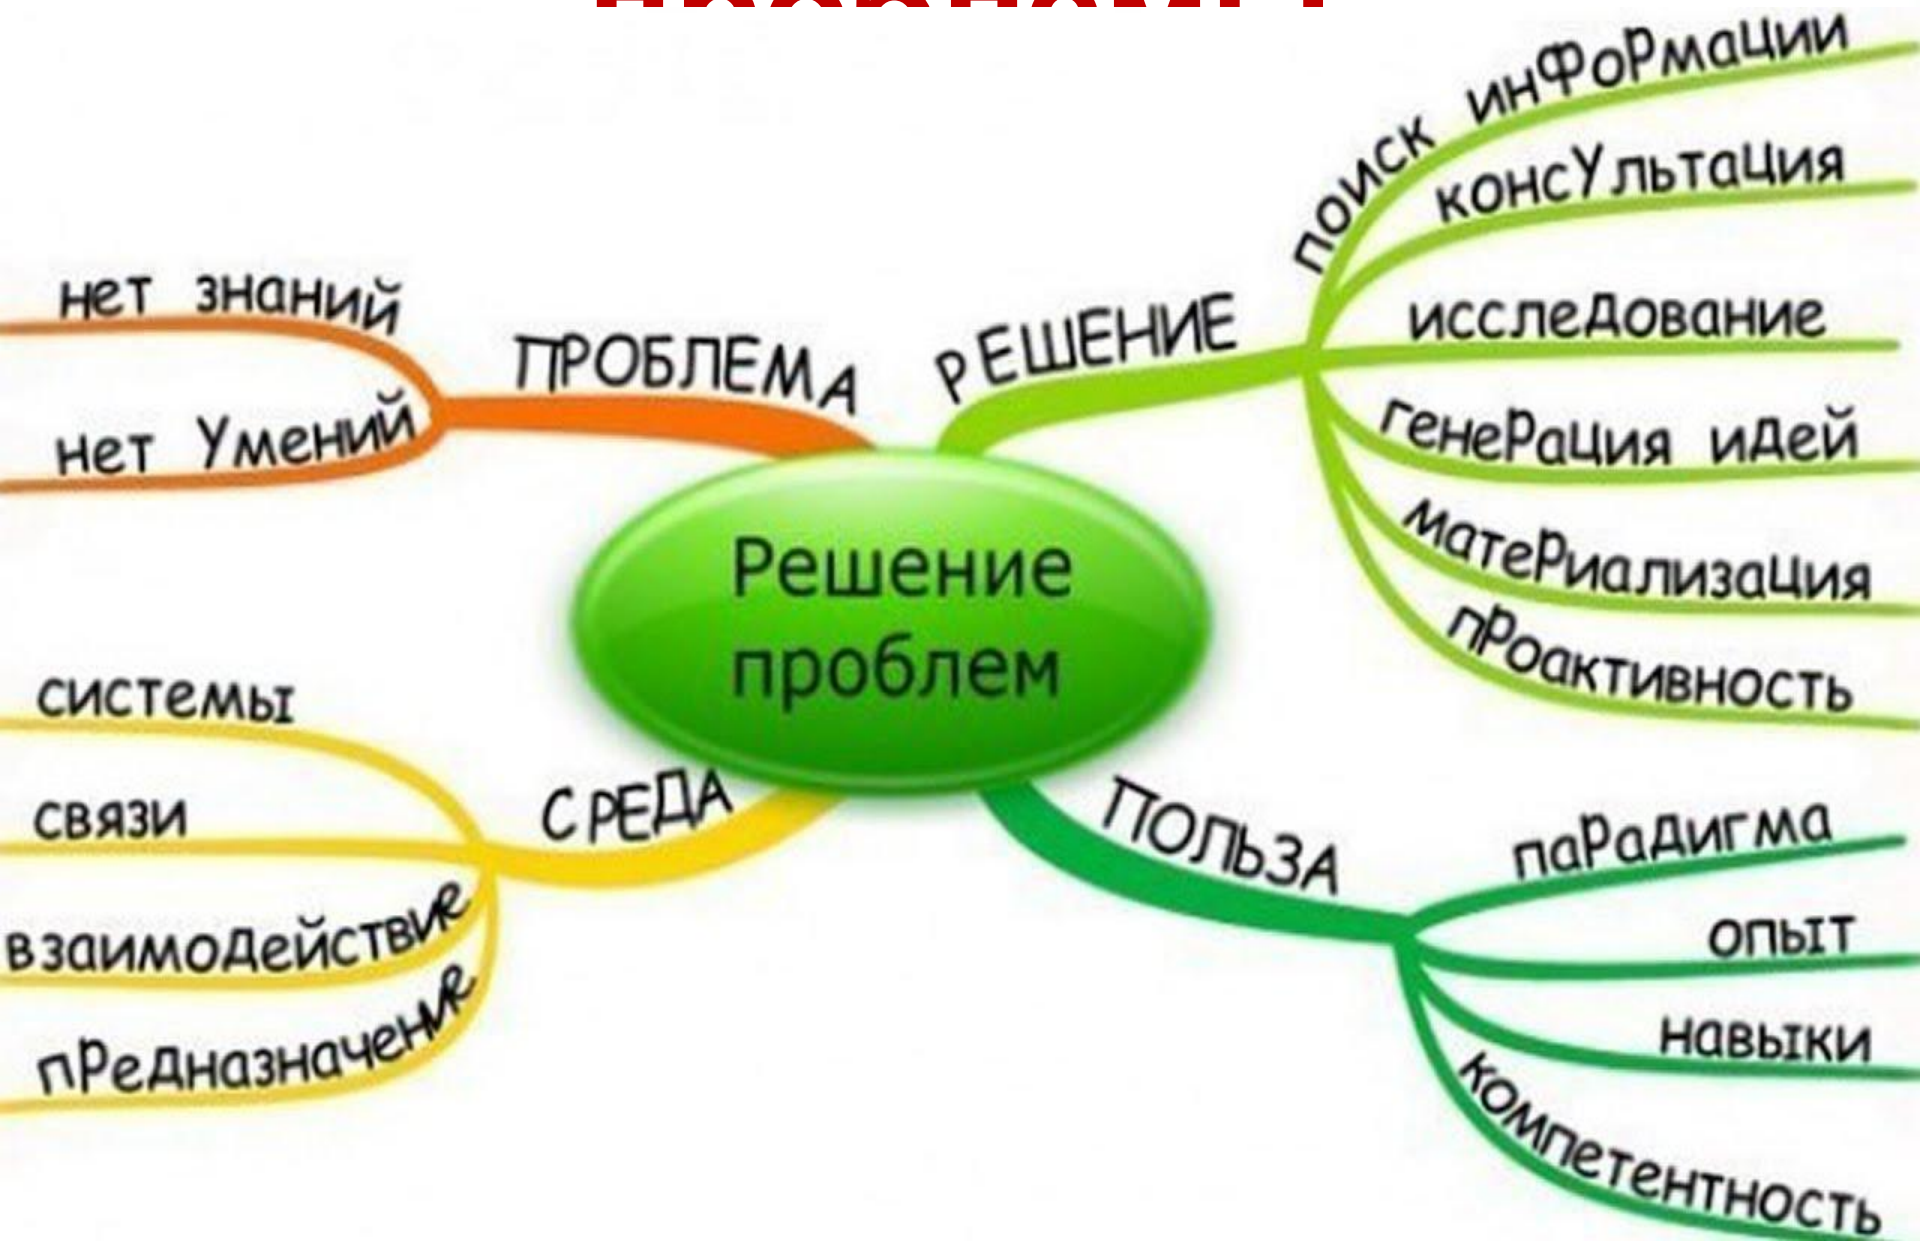 нет знаний
нет умений
ПРОБЛЕМА
РЕШЕНИЕ
поиск информации
консультация
исследование
генерация идей
материализация
проактивность
Решение
проблем
системы
связи
взаимодействие
предназначение
СРЕДА
ПОЛЬЗА
парадигма
опыт
навыки
компетентность